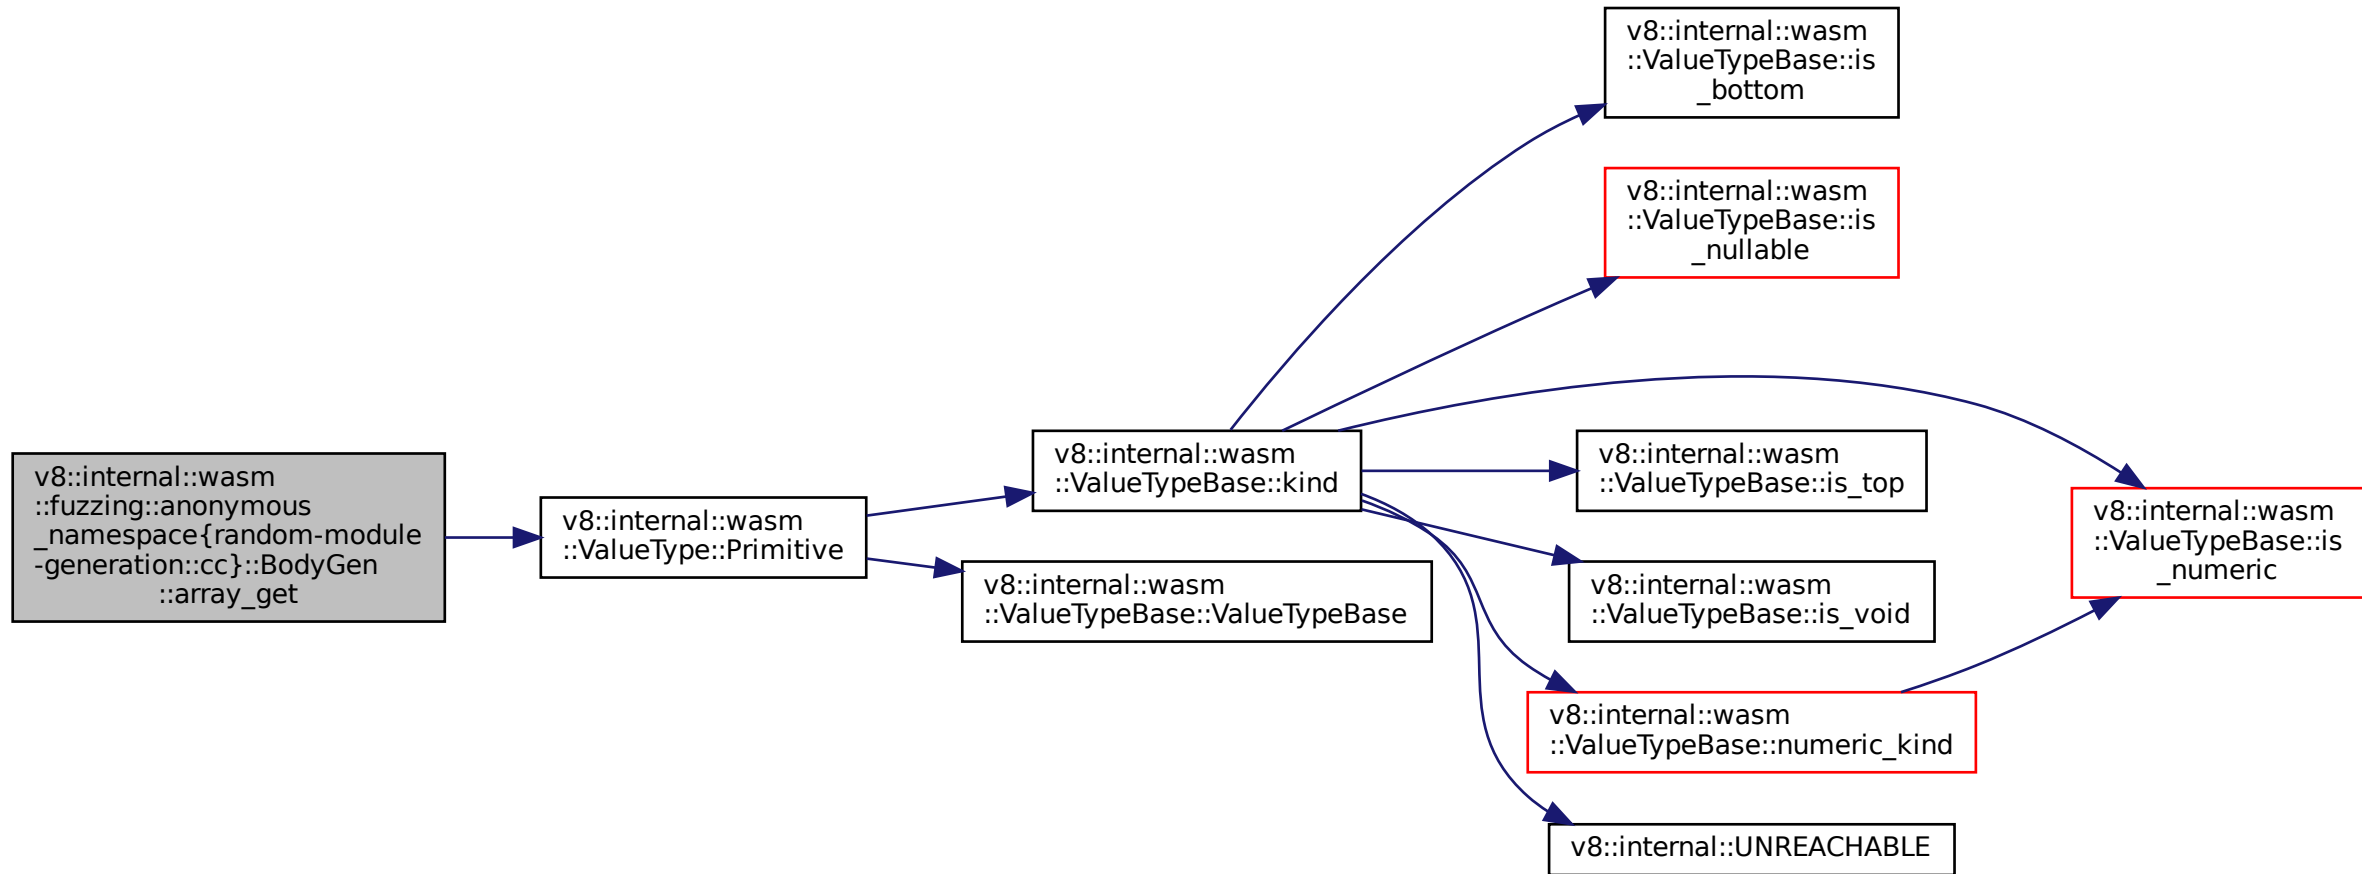 v8::internal::wasm
::fuzzing::anonymous
_namespace{random-module
-generation::cc}::BodyGen
::array_get
v8::internal::wasm
::ValueType::Primitive
v8::internal::wasm
::ValueTypeBase::kind
v8::internal::wasm
::ValueTypeBase::ValueTypeBase
v8::internal::wasm
::ValueTypeBase::is
_bottom
v8::internal::wasm
::ValueTypeBase::is
_nullable
v8::internal::wasm
::ValueTypeBase::is_top
v8::internal::wasm
::ValueTypeBase::is_void
v8::internal::wasm
::ValueTypeBase::numeric_kind
v8::internal::UNREACHABLE
v8::internal::wasm
::ValueTypeBase::is
_numeric